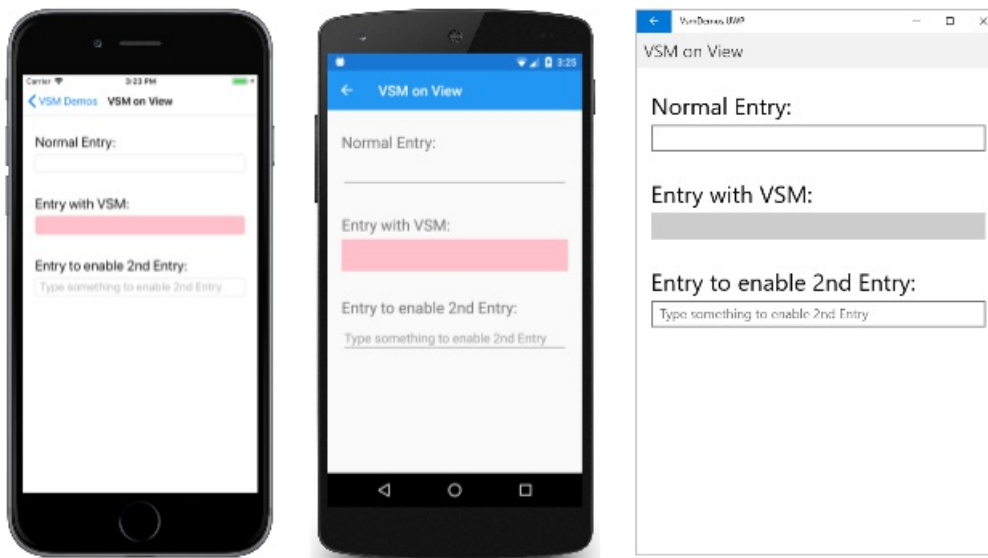 Carrier 3:23 PM
VSM Demos VSM on View
Normal Entry:
Entry with VSM:
Entry to enable 2nd Entry:
Type something to enable 2nd Entry
3:25
VSM on View
Normal Entry:
Entry with VSM:
Entry to enable 2nd Entry:
Type something to enable 2nd Entry
VsmDemos.UWP
VSM on View
Normal Entry:
Entry with VSM:
Entry to enable 2nd Entry:
Type something to enable 2nd Entry